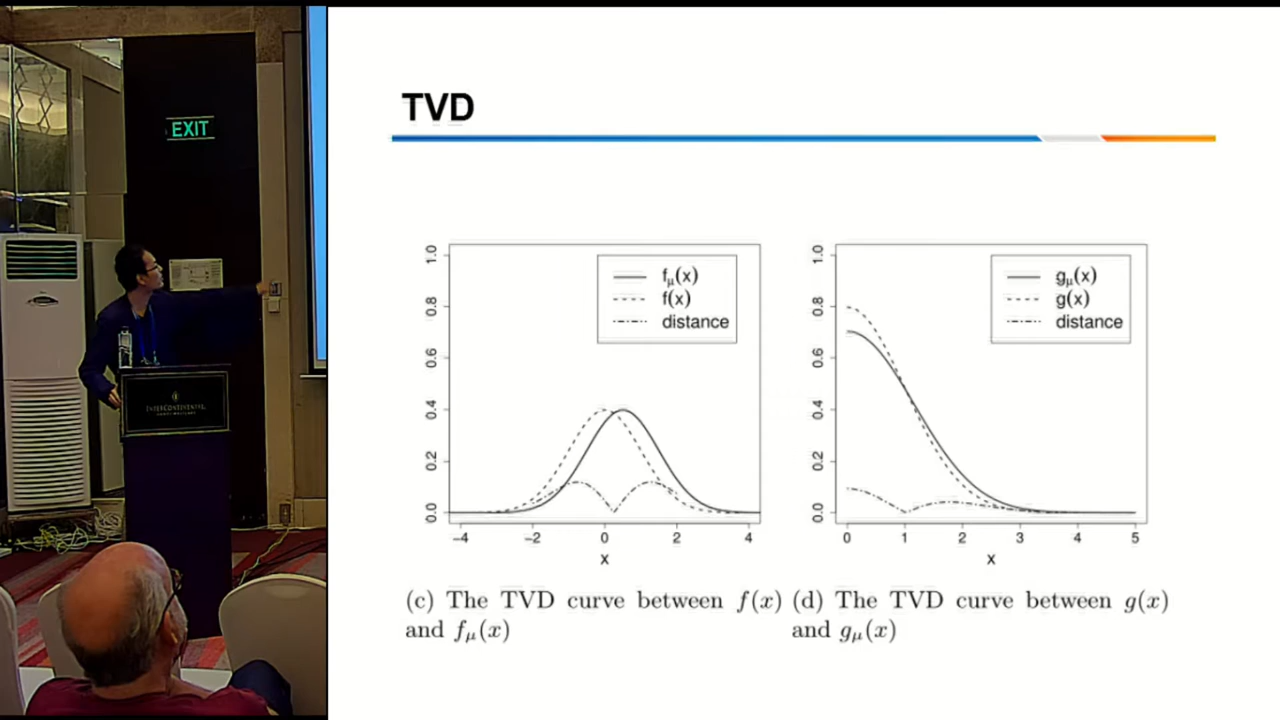 EXIT
INTERCONTINENTAL
TVD
1.0
0.8
0.6
0.4
0.2
0.0
fμ(x)
f(x)
distance
−4 −2 0 2 4
x
1.0
0.8
0.6
0.4
0.2
0.0
gμ(x)
g(x)
distance
0 1 2 3 4 5
x
(c) The TVD curve between f(x)
and fμ(x)
(d) The TVD curve between g(x)
and gμ(x)